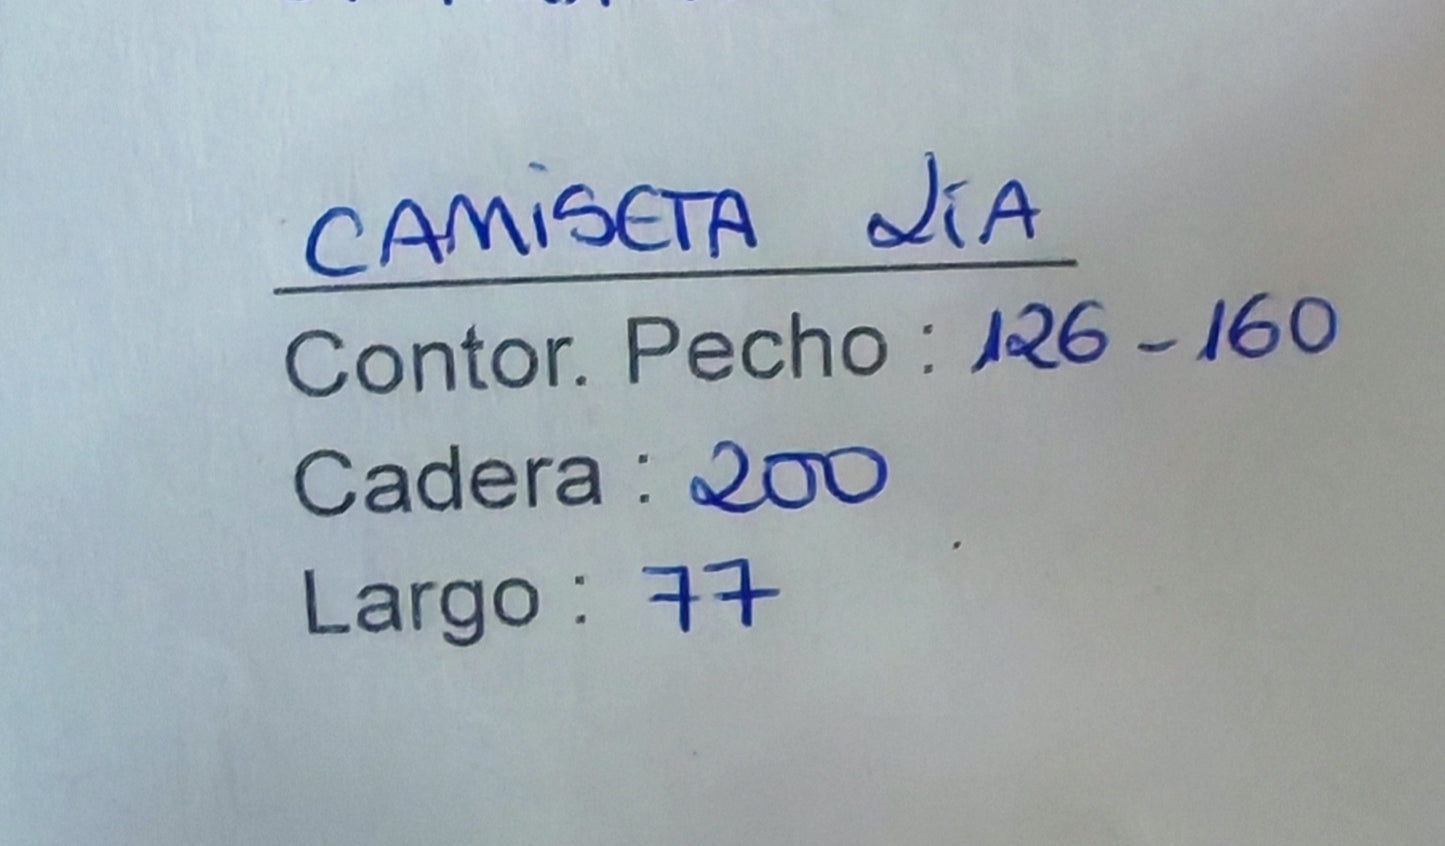 CAMISETA LIA
Contor. Pecho : 126 - 160
Cadera : 200
Largo : 77